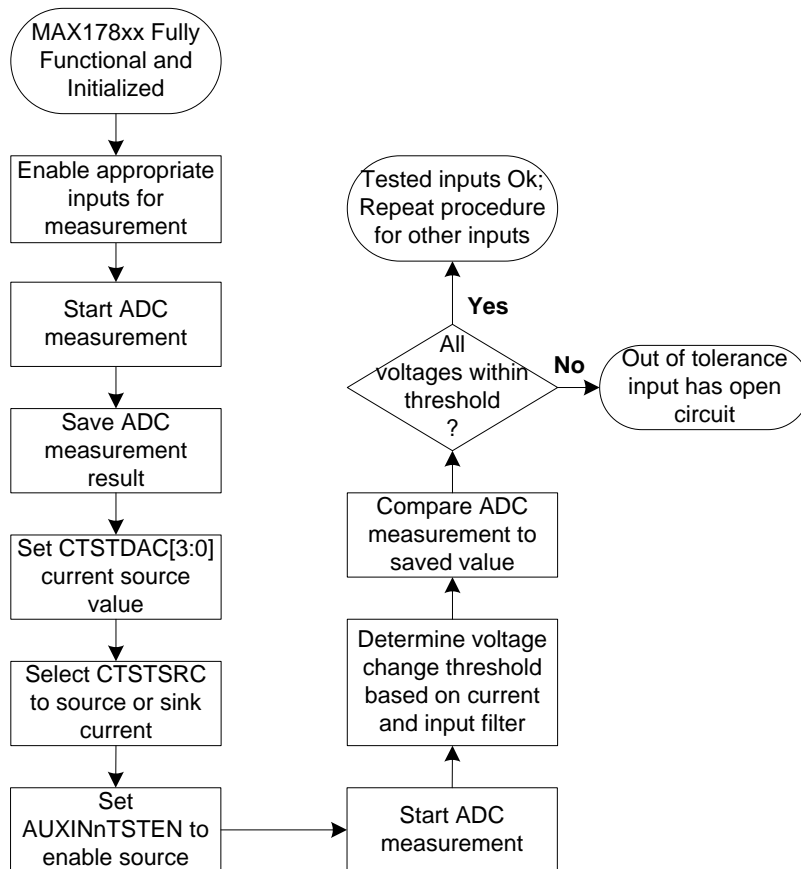 MAX178xx Fully
Functional and
Initialized
Enable appropriate
inputs for
measurement
Start ADC
measurement
Save ADC
measurement
result
Set CTSTDAC[3:0]
current source
value
Select CTSTSRC
to source or sink
current
Set
AUXINnTSTEN to
enable source
Start ADC
measurement
Determine voltage
change threshold
based on current
and input filter
Compare ADC
measurement to
saved value
All
voltages within
threshold
?
Yes
No
Tested inputs Ok;
Repeat procedure
for other inputs
Out of tolerance
input has open
circuit